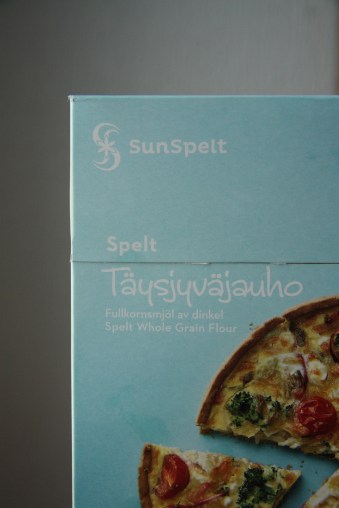 SunSpelt
Spelt
Täysjyväjauho
Fullkornsmjöl av dinkel
Spelt Whole Grain Flour